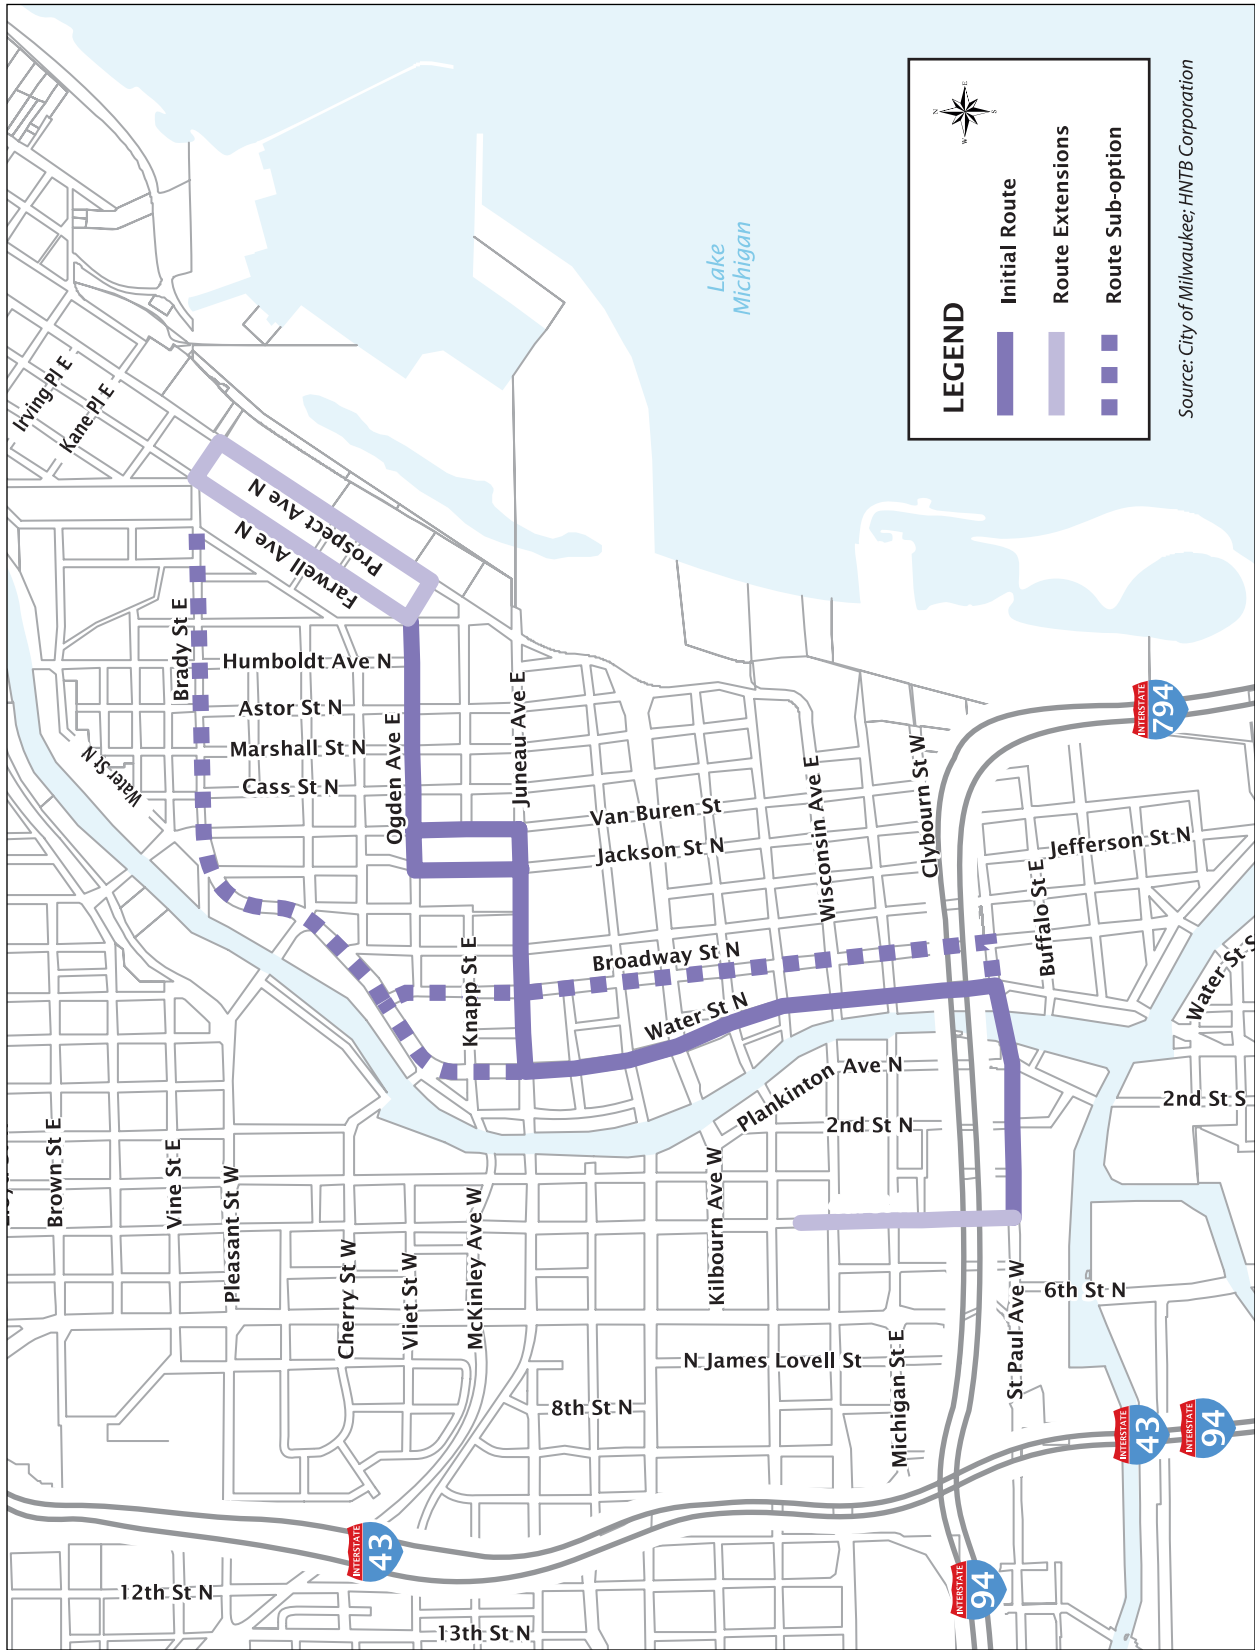 Irving Pl E
Kane Pl E
Prospect Ave N
Farwell Ave N
Brady St E
Humboldt Ave N
Astor St N
Marshall St N
Cass St N
Water St N
Ogden Ave E
Juneau Ave E
Van Buren St
Jackson St N
Wisconsin Ave E
Clybourn St W
Jefferson St N
Buffalo St E
Knapp St E
Broadway St N
Water St N
Water St S
Plankinton Ave N
2nd St N
2nd St S
Brown St E
Vine St E
Pleasant St W
Cherry St W
Vliet St W
McKinley Ave W
Kilbourn Ave W
N James Lovell St
Michigan St E
St Paul Ave W
6th St N
8th St N
12th St N
13th St N
INTERSTATE
43
INTERSTATE
94
INTERSTATE
43
INTERSTATE
94
INTERSTATE
794
Lake
Michigan
LEGEND
N
E
S
W
Initial Route
Route Extensions
Route Sub-option
Source: City of Milwaukee; HNTB Corporation